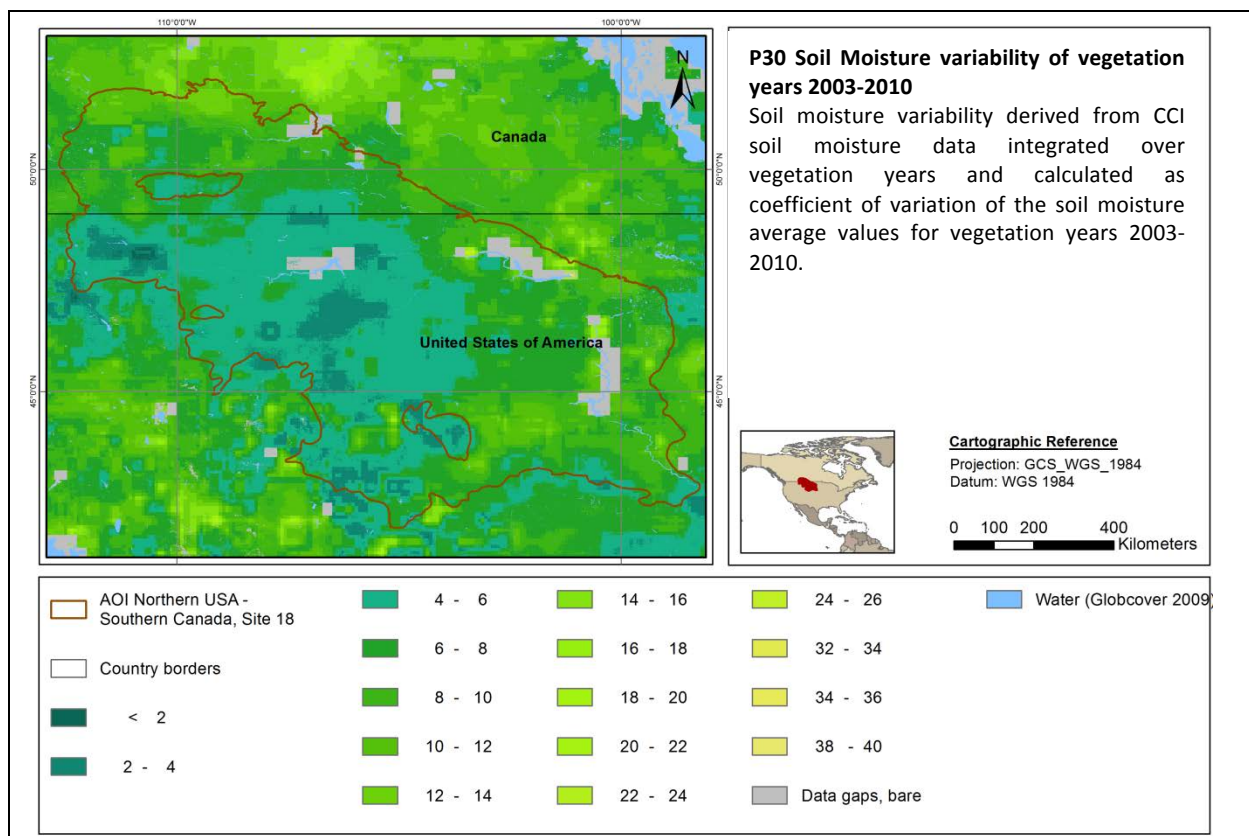 110°0'0"W
100°0'0"W
N
Canada
50°0'0"N
50°0'0"N
United States of America
45°0'0"N
45°0'0"N
110°0'0"W
100°0'0"W
P30 Soil Moisture variability of vegetation
years 2003-2010
Soil moisture variability derived from CCI
soil moisture data integrated over
vegetation years and calculated as
coefficient of variation of the soil moisture
average values for vegetation years 2003-
2010.
Cartographic Reference
Projection: GCS_WGS_1984
Datum: WGS 1984
0 100 200 400
Kilometers
AOI Northern USA -
Southern Canada, Site 18
Country borders
< 2
2 - 4
4 - 6
6 - 8
8 - 10
10 - 12
12 - 14
14 - 16
16 - 18
18 - 20
20 - 22
22 - 24
24 - 26
32 - 34
34 - 36
38 - 40
Data gaps, bare
Water (Globcover 2009)